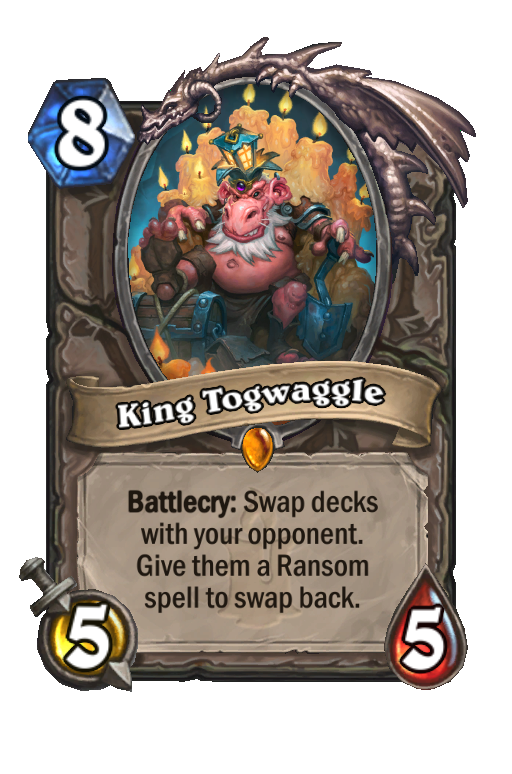 8
King Togwaggle
Battlecry: Swap decks
with your opponent.
Give them a Ransom
spell to swap back.
5
5